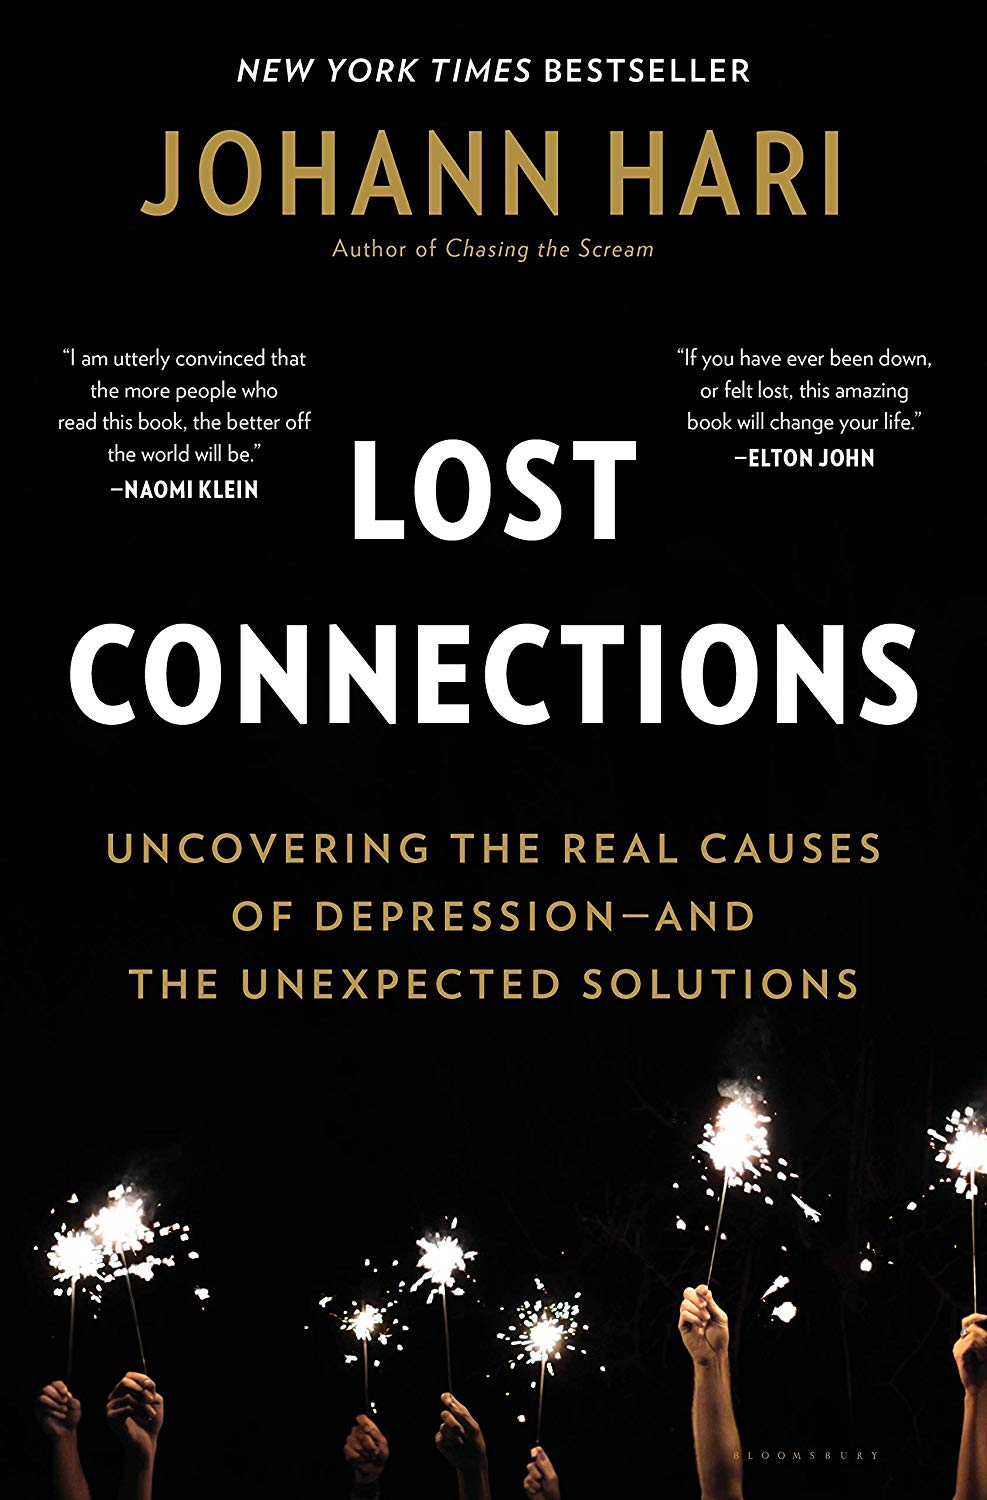 NEW YORK TIMES BESTSELLER
JOHANN HARI
Author of Chasing the Scream
“I am utterly convinced that
the more people who
read this book, the better off
the world will be.”
–NAOMI KLEIN
“If you have ever been down,
or felt lost, this amazing
book will change your life.”
–ELTON JOHN
LOST
CONNECTIONS
UNCOVERING THE REAL CAUSES
OF DEPRESSION—AND
THE UNEXPECTED SOLUTIONS
BLOOMSBURY